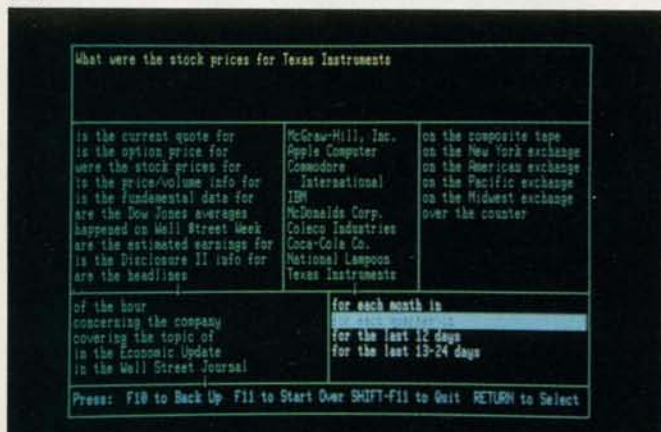 What were the stock prices for Texas Instruments
is the current quote for
is the option price for
were the stock prices for
is the price/volume info for
is the fundamental data for
are the Dow Jones averages
happened on Wall Street Week
are the estimated earnings for
is the Disclosure II info for
are the headlines
McGraw-Hill, Inc.
Apple Computer
Commodore
International
IBM
McDonalds Corp.
Coleco Industries
Coca-Cola Co.
National Lampoon
Texas Instruments
on the composite tape
on the New York exchange
on the American exchange
on the Pacific exchange
on the Midwest exchange
over the counter
of the hour
concerning the company
covering the topic of
in the Economic Update
in the Wall Street Journal
for each month in
for each quarter in
for the last 12 days
for the last 13-24 days
Press: F10 to Back Up F11 to Start Over SHIFT-F11 to Quit RETURN to Select